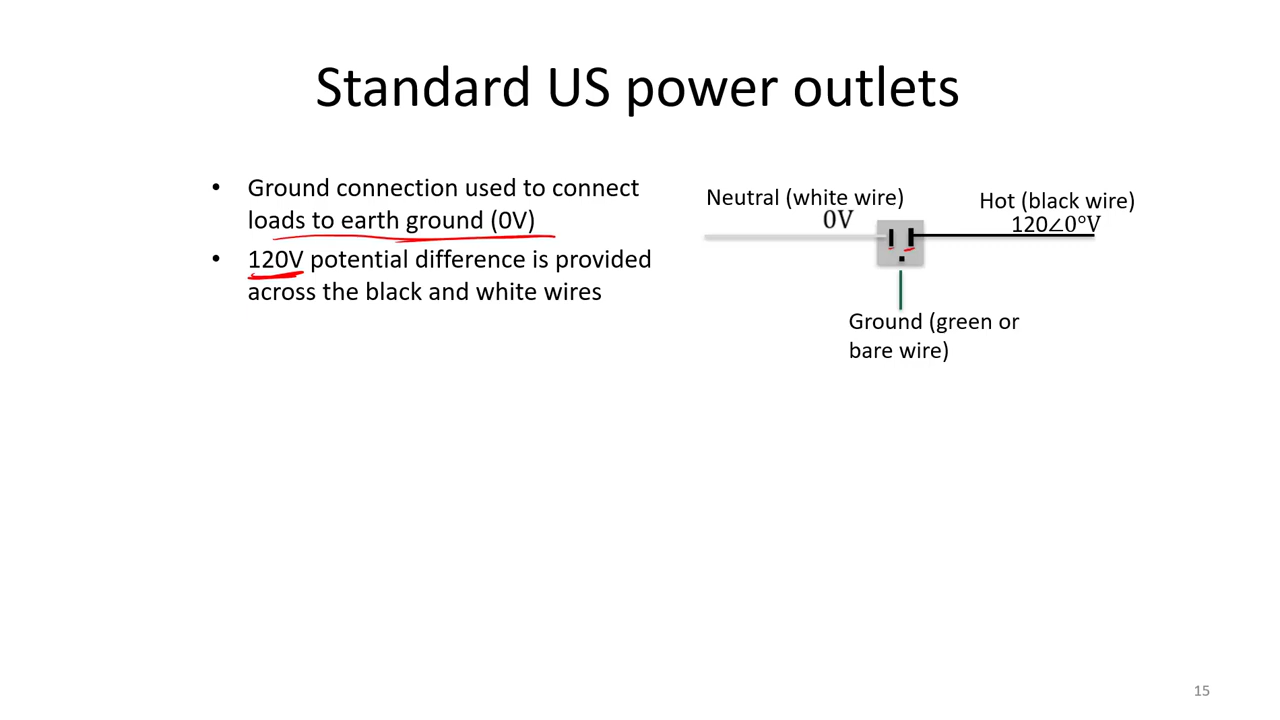 Standard US power outlets
• Ground connection used to connect
loads to earth ground (0V)
• 120V potential difference is provided
across the black and white wires
Neutral (white wire)
0V
Hot (black wire)
120∠0°V
Ground (green or
bare wire)
15